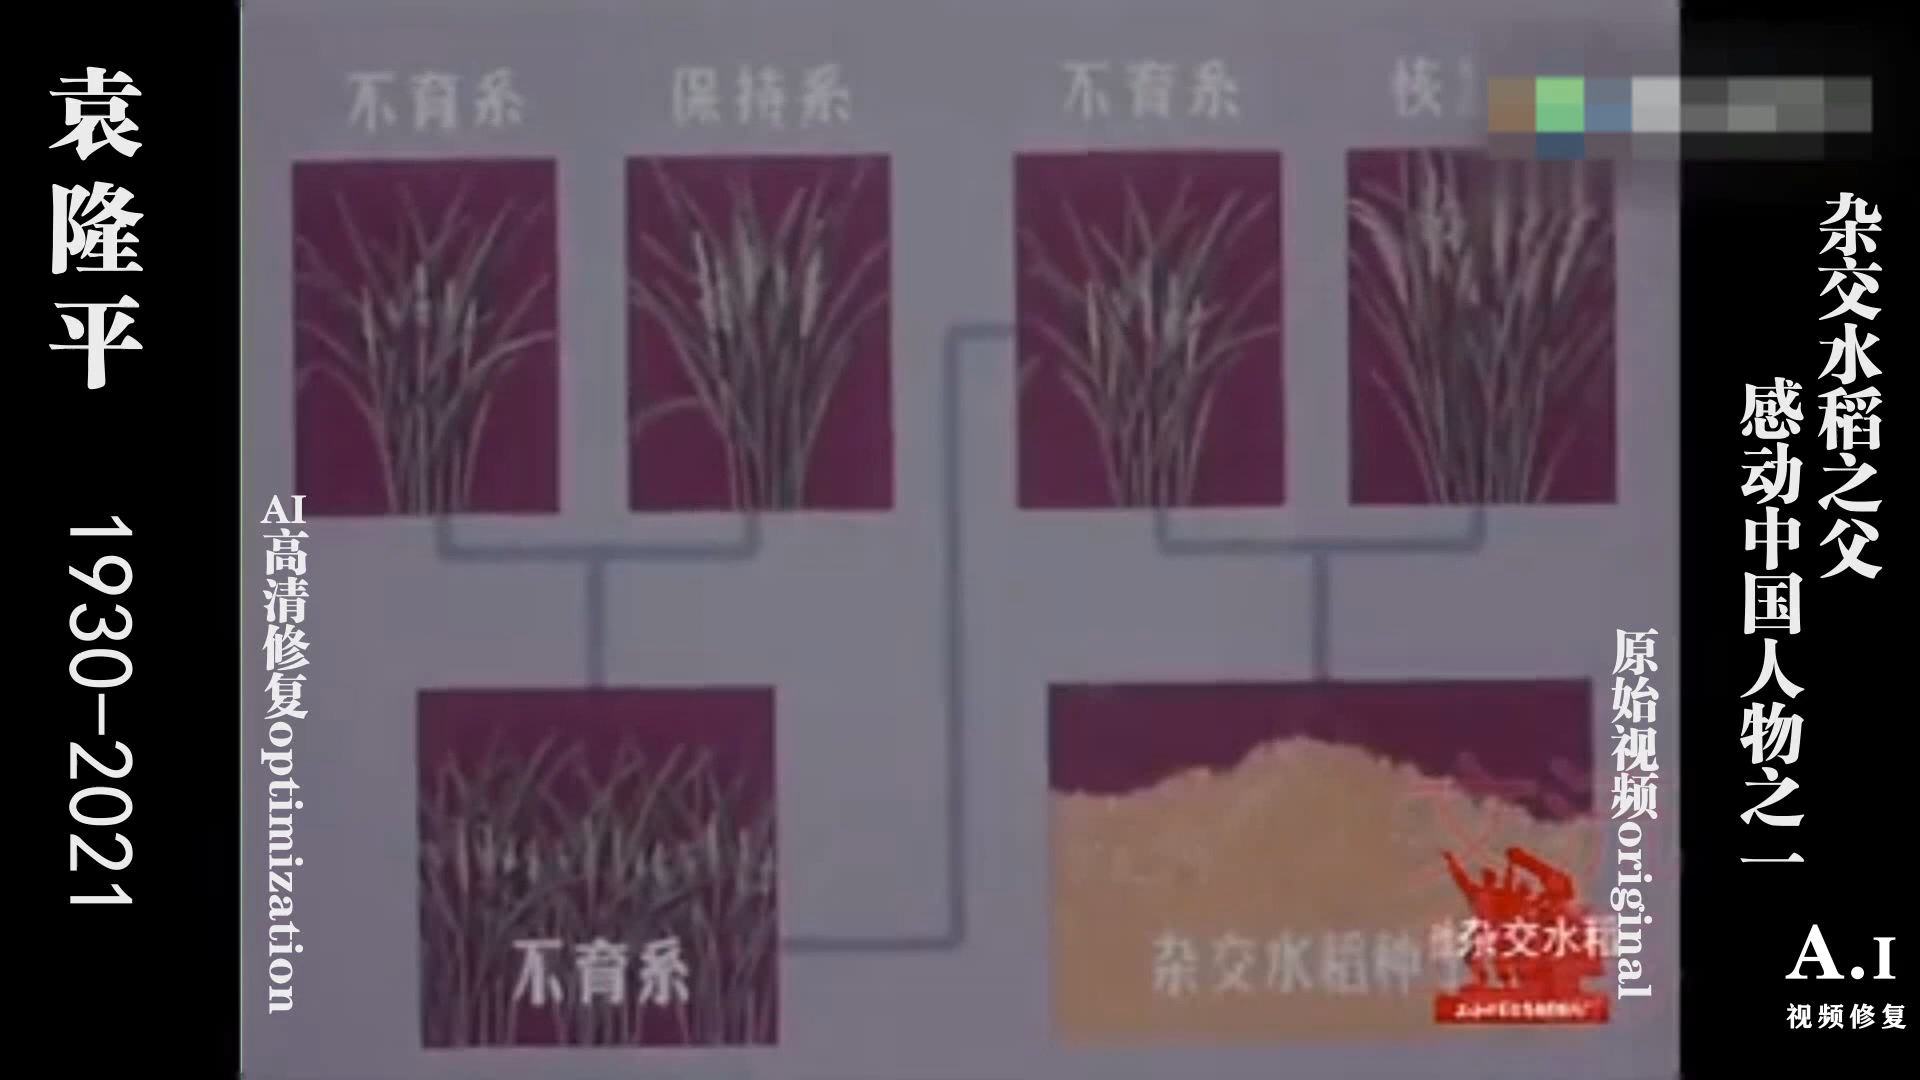 袁隆平
1930-2021
AI高清修复optimization
不育系
保持系
不育系
恢
不育系
杂交水稻种
杂交水稻
原始视频original
杂交水稻之父
感动中国人物之一
A.I
视频修复